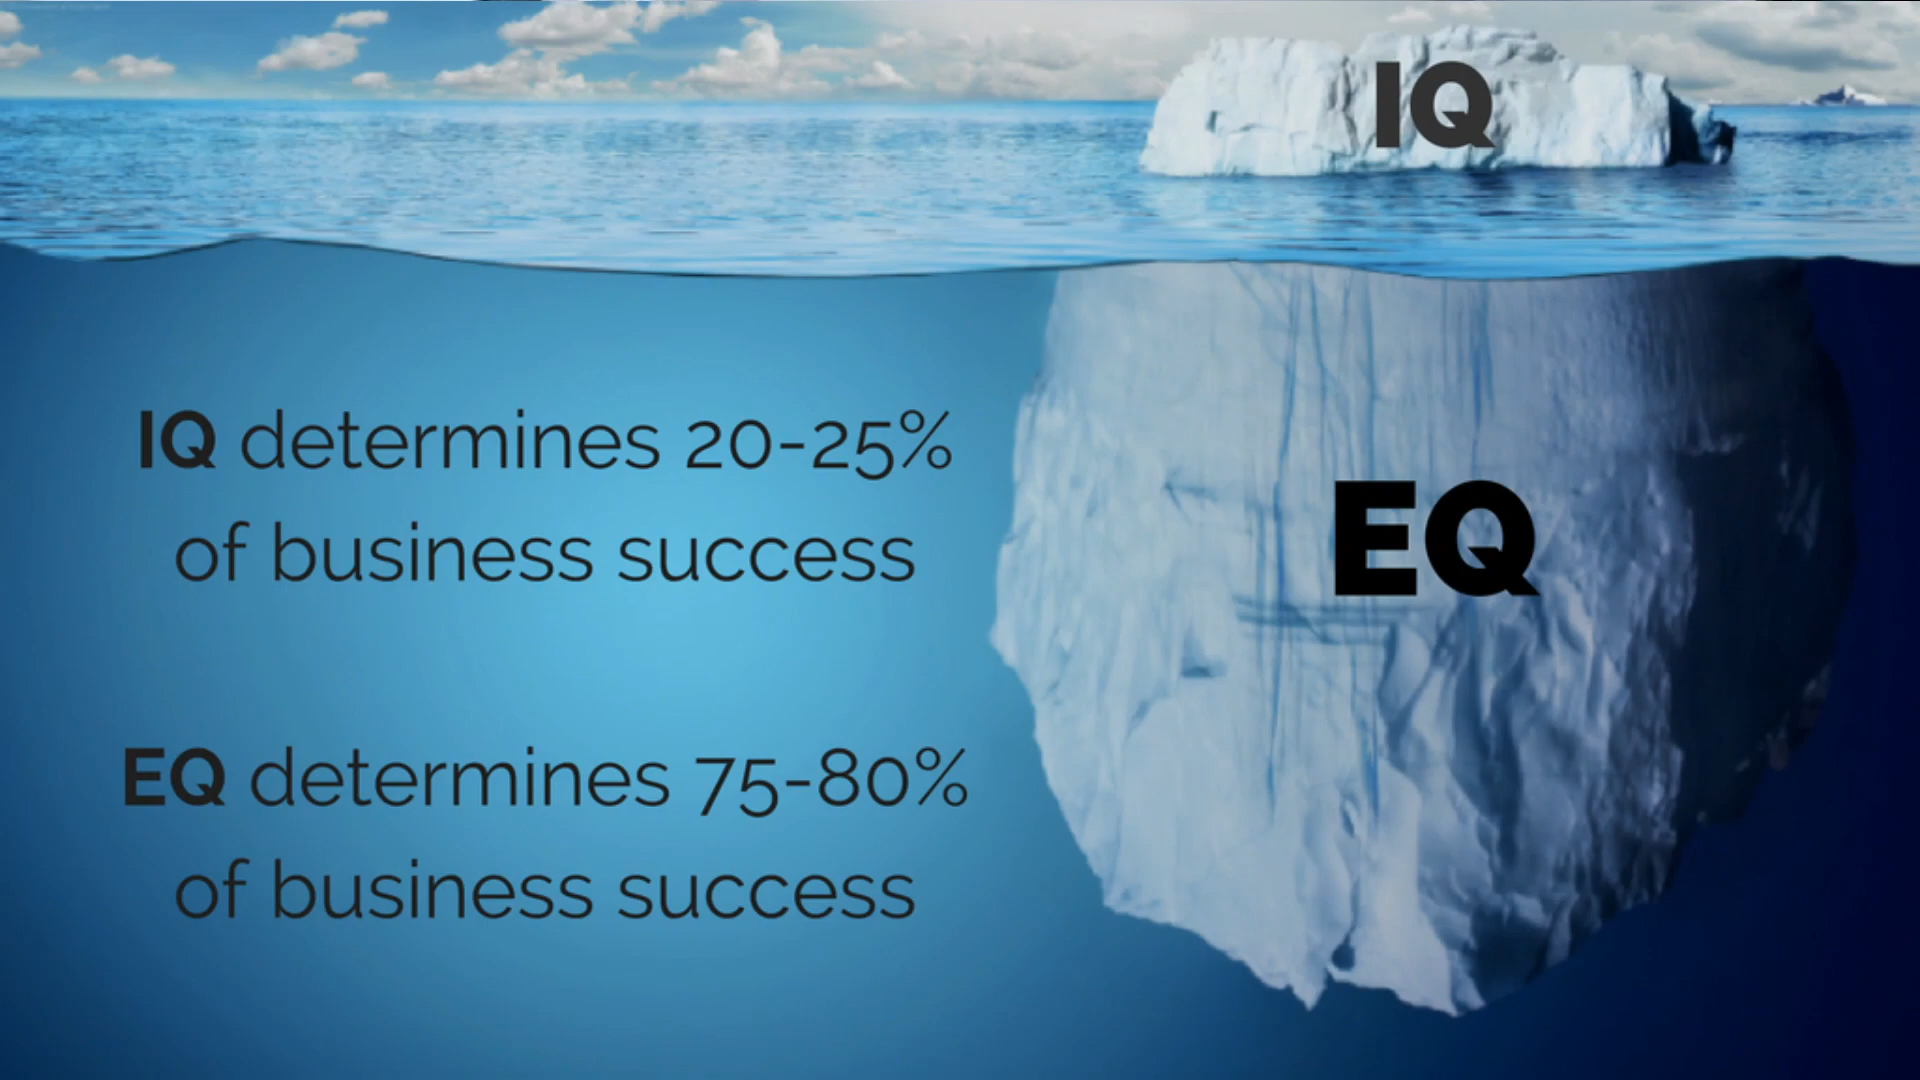 IQ
IQ determines 20-25%
of business success
EQ
EQ determines 75-80%
of business success